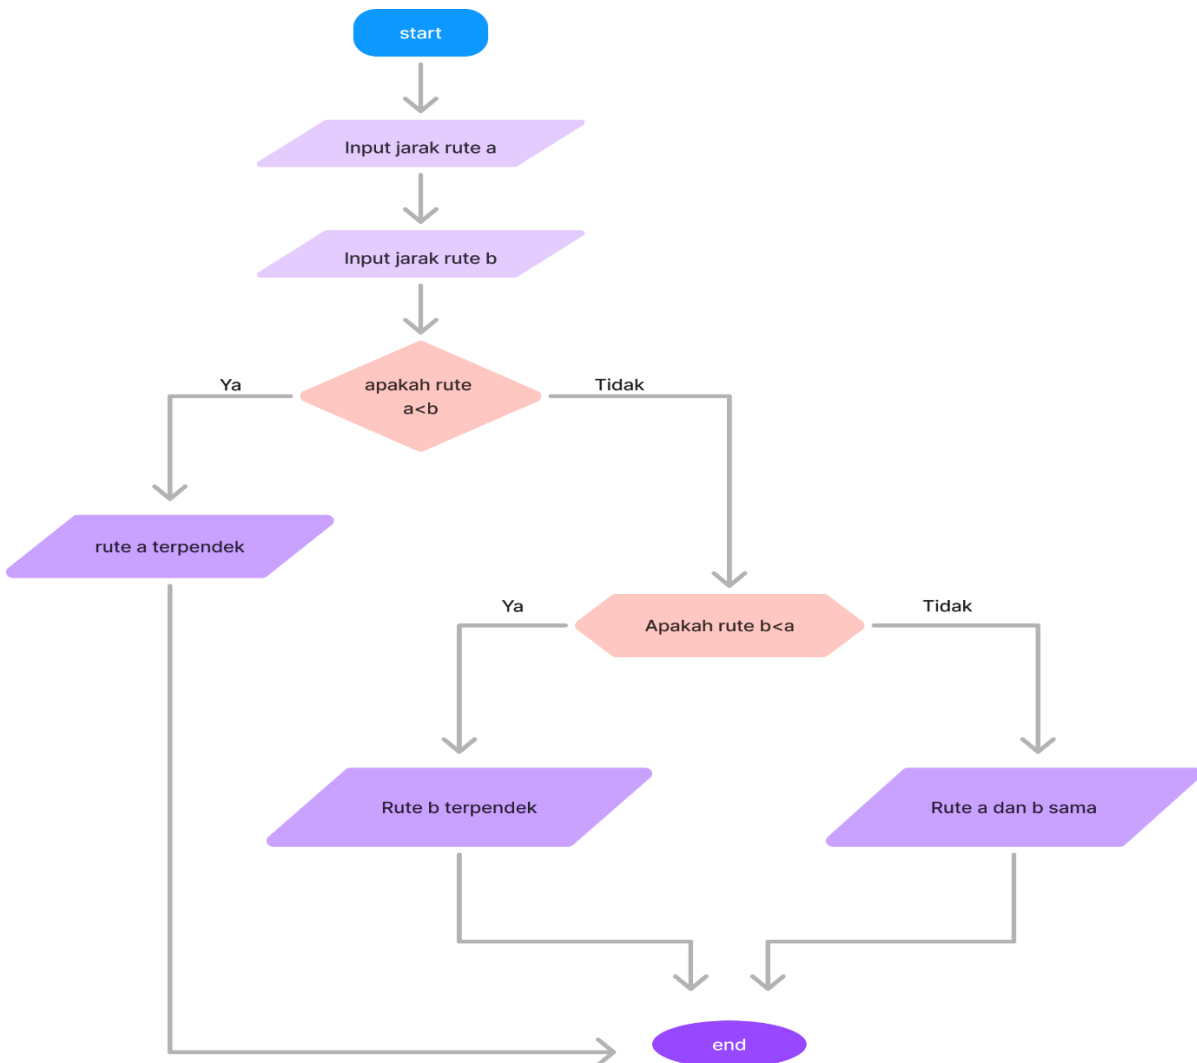 start
Input jarak rute a
Input jarak rute b
apakah rute
a<b
Ya
Tidak
rute a terpendek
Apakah rute b<a
Ya
Tidak
Rute b terpendek
Rute a dan b sama
end